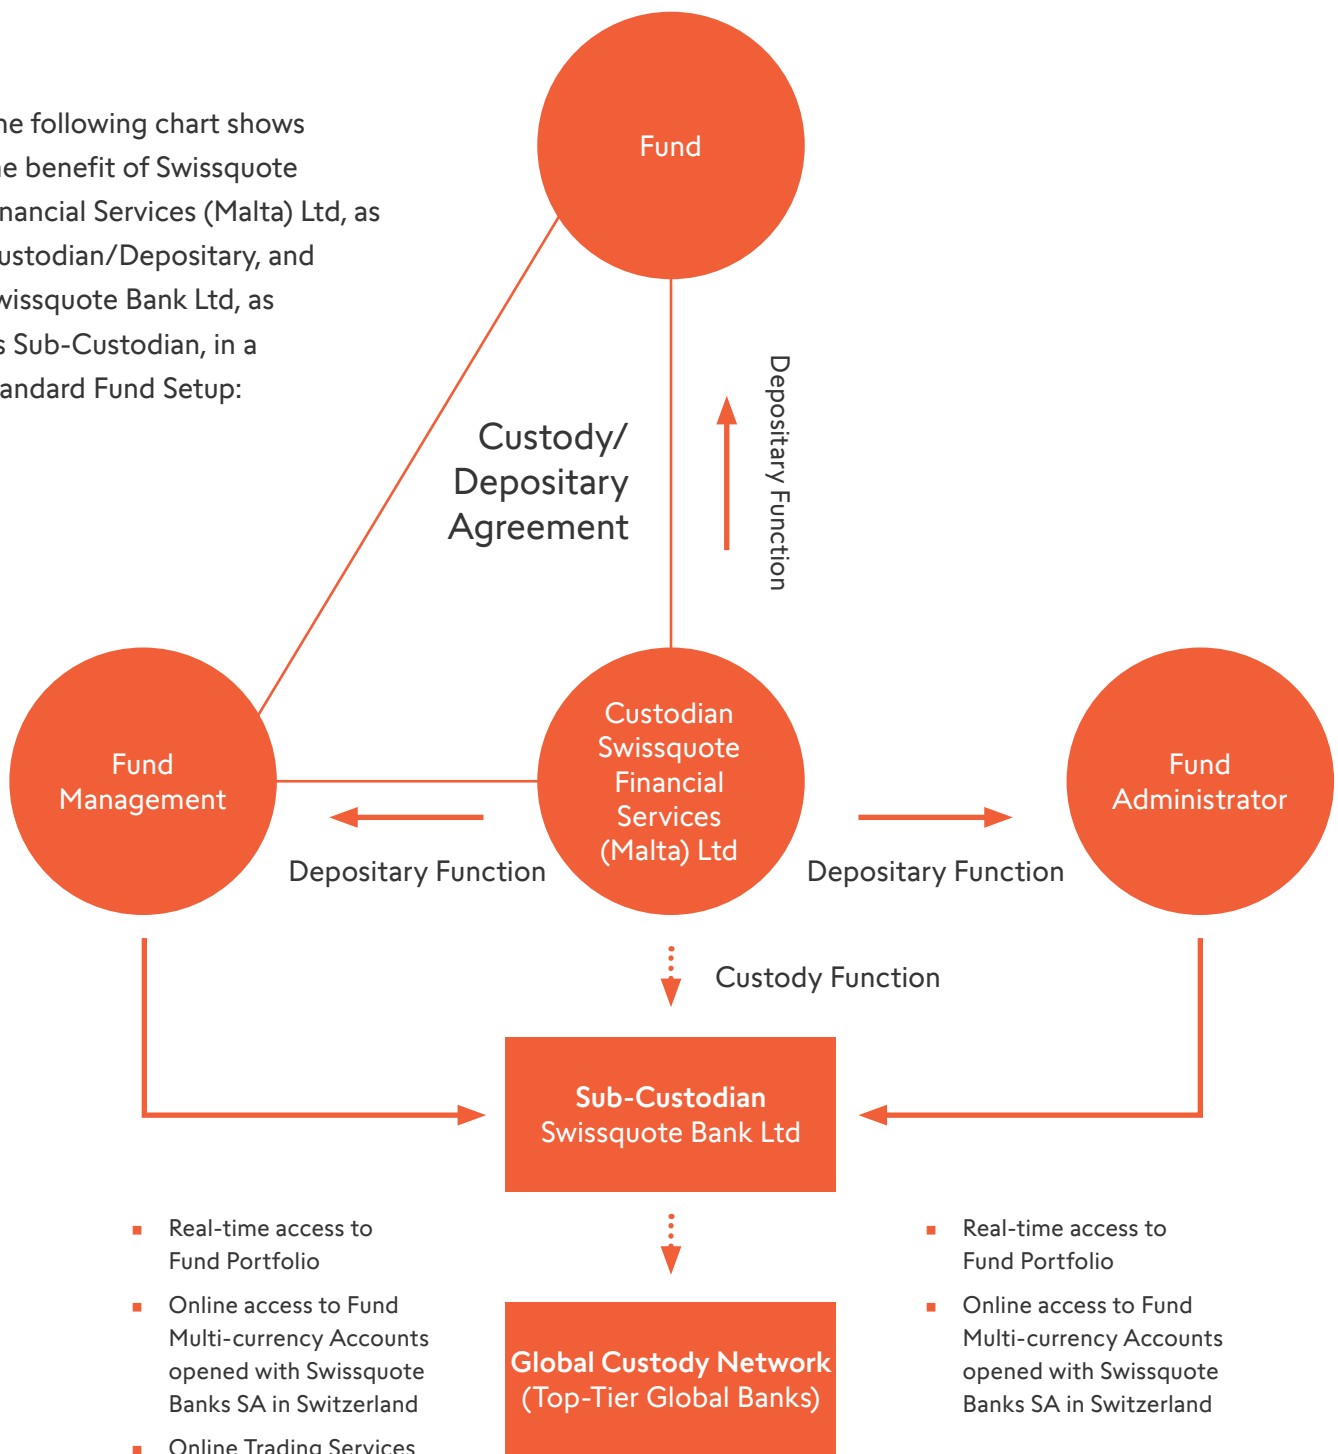 Fund
ne following chart shows
ne benefit of Swissquote
nancial Services (Malta) Ltd, as
ustodian/Depositary, and
wissquote Bank Ltd, as
s Sub-Custodian, in a
andard Fund Setup:
Custody/
Depositary
Agreement
Depositary Function
Fund
Management
Custodian
Swissquote
Financial
Services
(Malta) Ltd
Fund
Administrator
Depositary Function
Depositary Function
Custody Function
Sub-Custodian
Swissquote Bank Ltd
Real-time access to
Fund Portfolio
Online access to Fund
Multi-currency Accounts
opened with Swissquote
Banks SA in Switzerland
Online Trading Services
Global Custody Network
(Top-Tier Global Banks)
Real-time access to
Fund Portfolio
Online access to Fund
Multi-currency Accounts
opened with Swissquote
Banks SA in Switzerland